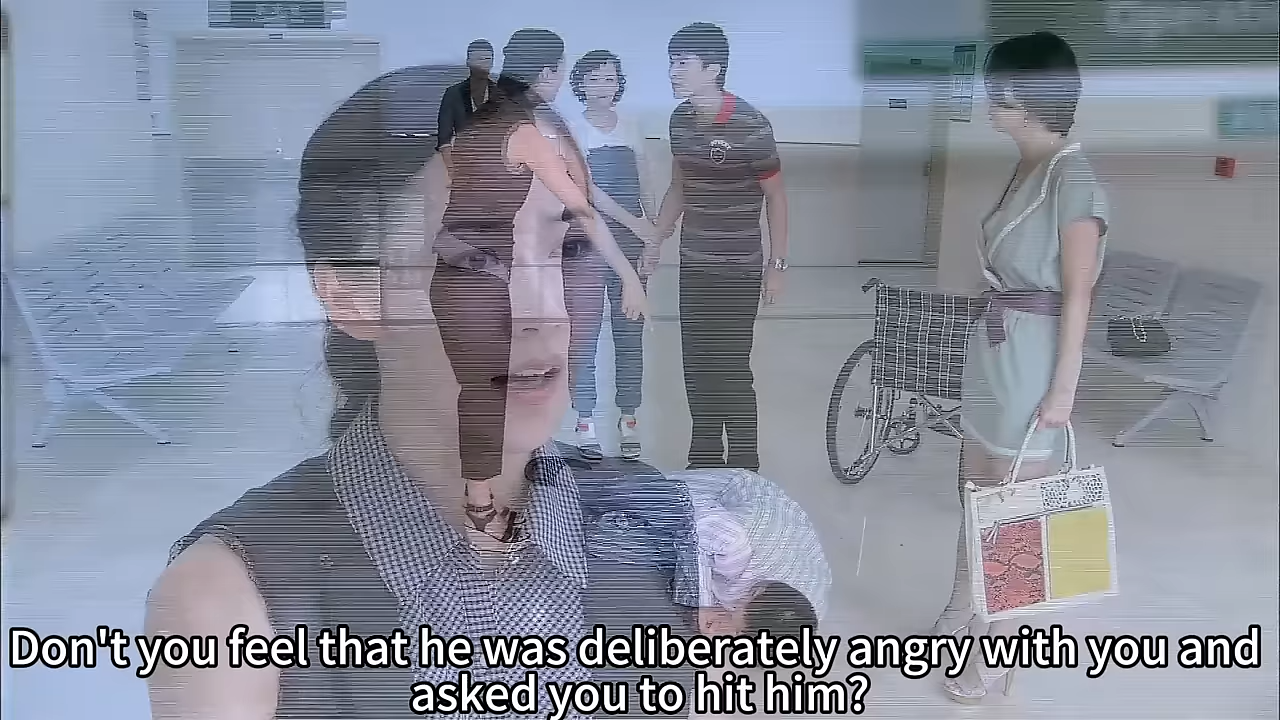 Don't you feel that he was deliberately angry with you and
asked you to hit him?